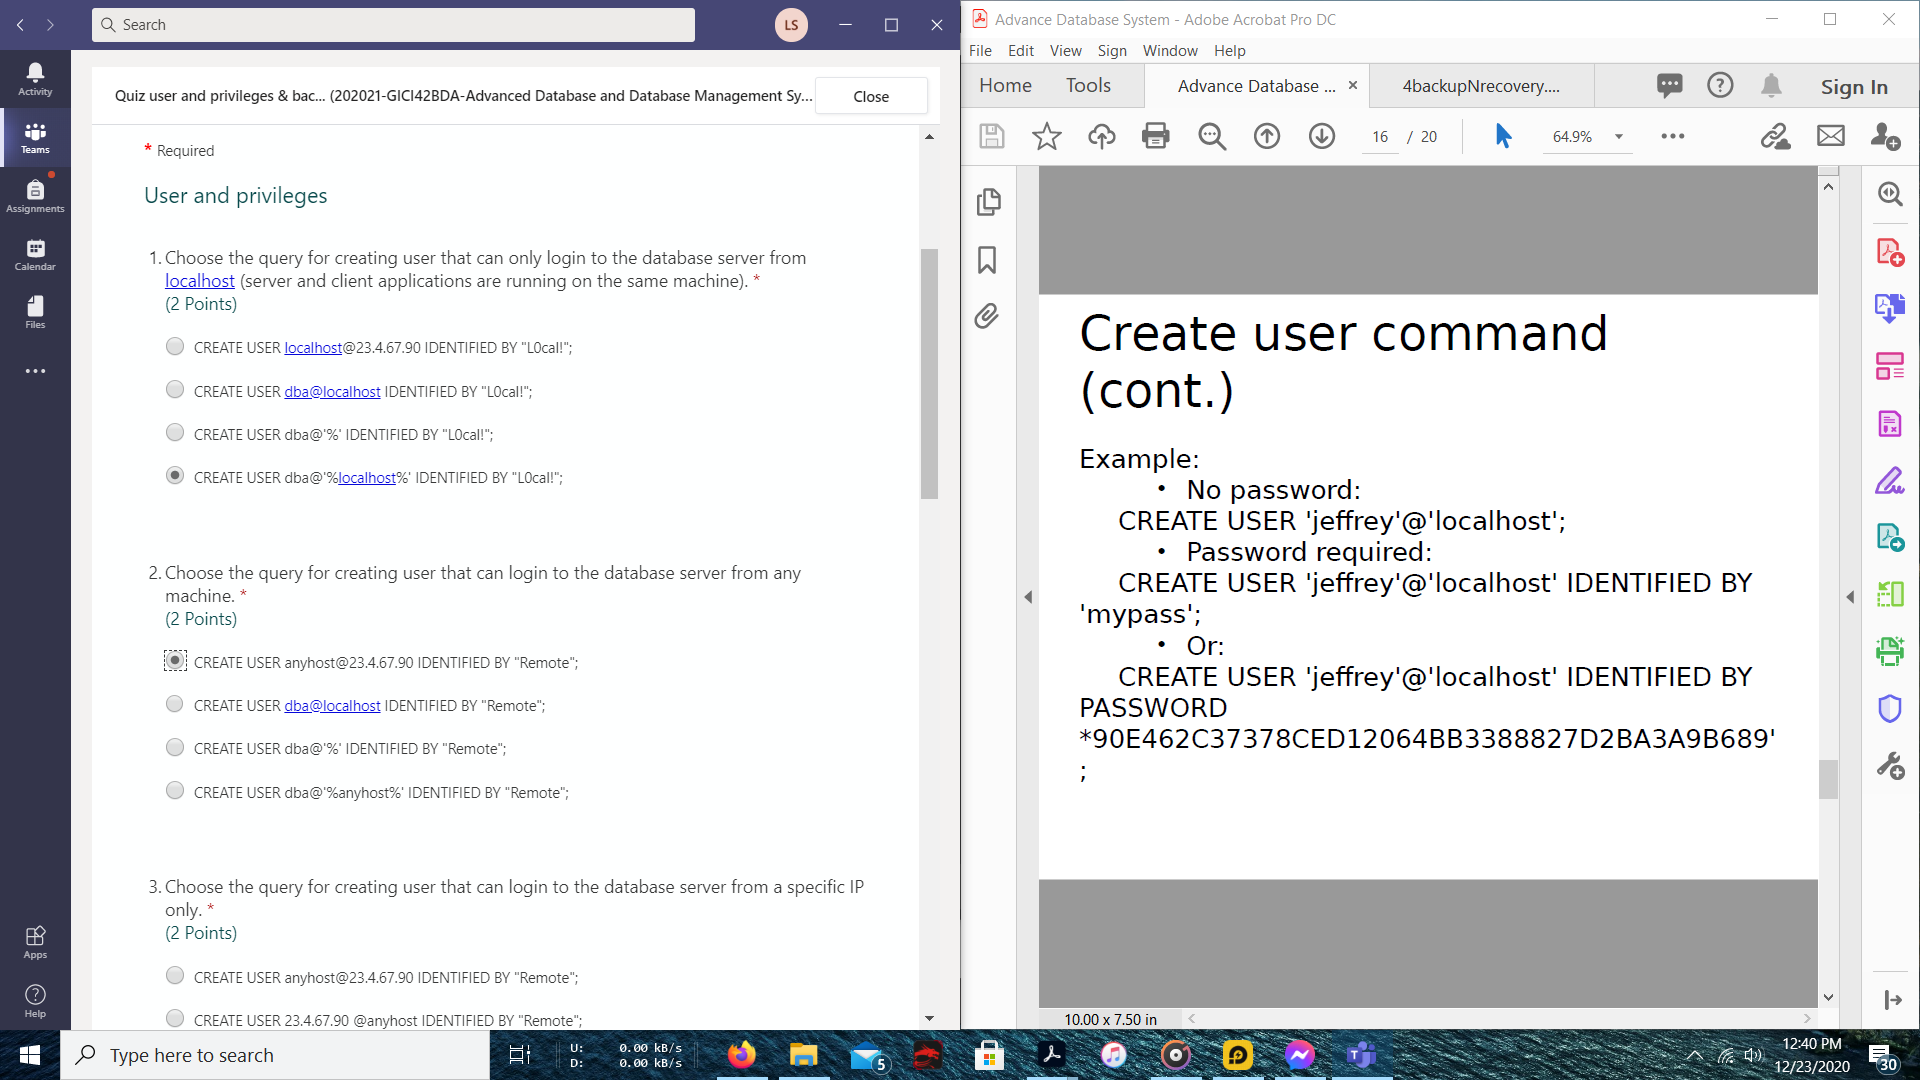 Search
LS
Activity
Teams
Assignments
Calendar
Files
Apps
Help
Quiz user and privileges & bac... (202021-GICI42BDA-Advanced Database and Database Management Sy...
Close
* Required
User and privileges
1. Choose the query for creating user that can only login to the database server from
localhost (server and client applications are running on the same machine). *
(2 Points)
CREATE USER localhost@23.4.67.90 IDENTIFIED BY "L0cal!";
CREATE USER dba@localhost IDENTIFIED BY "L0cal!";
CREATE USER dba@'%' IDENTIFIED BY "L0cal!";
CREATE USER dba@'%localhost%' IDENTIFIED BY "L0cal!";
2. Choose the query for creating user that can login to the database server from any
machine. *
(2 Points)
CREATE USER anyhost@23.4.67.90 IDENTIFIED BY "Remote";
CREATE USER dba@localhost IDENTIFIED BY "Remote";
CREATE USER dba@'%' IDENTIFIED BY "Remote";
CREATE USER dba@'%anyhost%' IDENTIFIED BY "Remote";
3. Choose the query for creating user that can login to the database server from a specific IP
only. *
(2 Points)
CREATE USER anyhost@23.4.67.90 IDENTIFIED BY "Remote";
CREATE USER 23.4.67.90 @anyhost IDENTIFIED BY "Remote";
Advance Database System - Adobe Acrobat Pro DC
File Edit View Sign Window Help
Home Tools Advance Database ... × 4backupNrecovery.... Sign In
16 / 20 64.9%
Create user command
(cont.)
Example:
• No password:
CREATE USER 'jeffrey'@'localhost';
• Password required:
CREATE USER 'jeffrey'@'localhost' IDENTIFIED BY
'mypass';
• Or:
CREATE USER 'jeffrey'@'localhost' IDENTIFIED BY
PASSWORD
*90E462C37378CED12064BB3388827D2BA3A9B689'
;
10.00 x 7.50 in
Type here to search
U: 0.00 kB/s
D: 0.00 kB/s
5
12:40 PM
12/23/2020
30